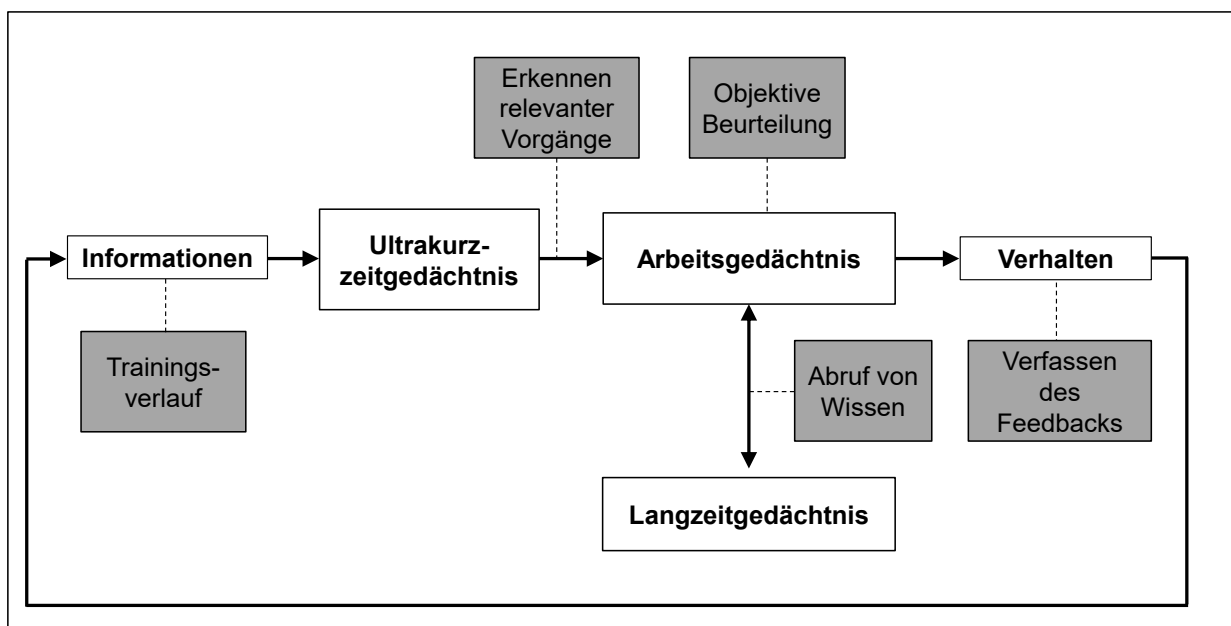 Erkennen
relevanter
Vorgänge
Objektive
Beurteilung
Informationen
Ultrakurz-
zeitgedächtnis
Arbeitsgedächtnis
Verhalten
Trainings-
verlauf
Abruf von
Wissen
Verfassen
des
Feedbacks
Langzeitgedächtnis